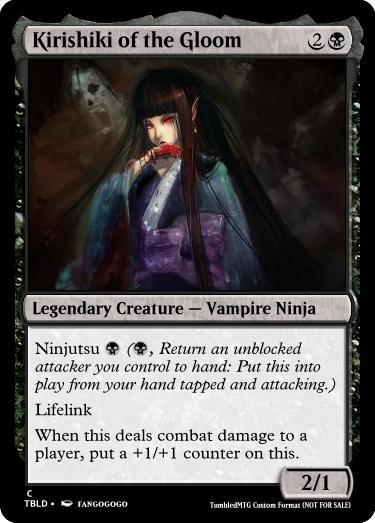 Kirishiki of the Gloom 2
Legendary Creature — Vampire Ninja
Ninjutsu (, Return an unblocked
attacker you control to hand: Put this into
play from your hand tapped and attacking.)
Lifelink
When this deals combat damage to a
player, put a +1/+1 counter on this.
2/1
C
TBLD • FANGOGOGO
TumbledMTG Custom Format (NOT FOR SALE)